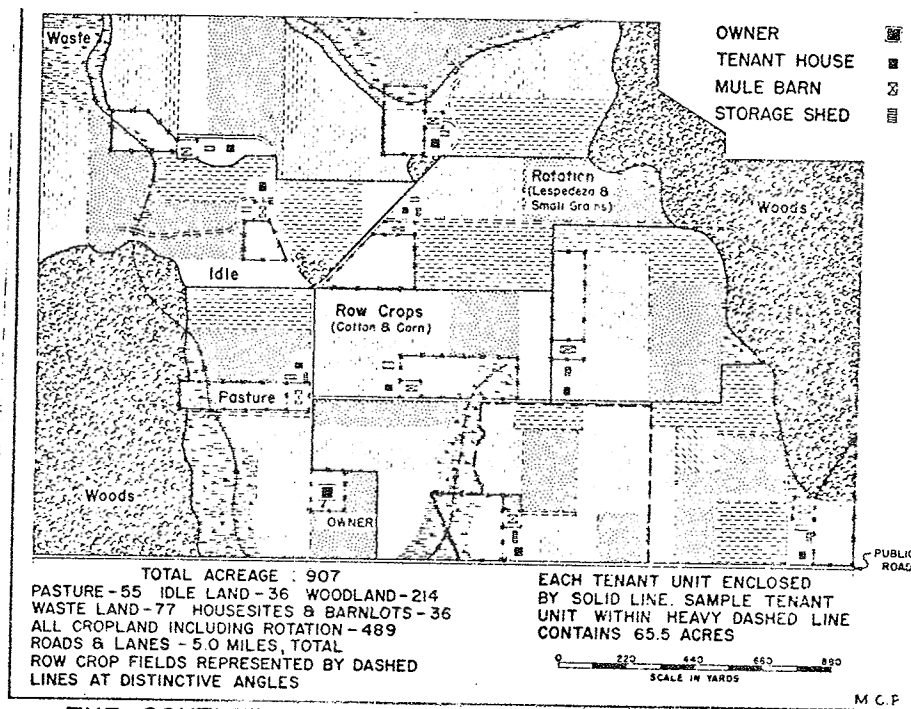 Waste
OWNER
TENANT HOUSE
MULE BARN
STORAGE SHED
Rotation
(Lespedeza &
Small Grains)
Woods
Idle
Row Crops
(Cotton & Corn)
Pasture
Woods
OWNER
PUBLIC
ROAD
TOTAL ACREAGE : 907
PASTURE-55 IDLE LAND-36 WOODLAND-214
WASTE LAND-77 HOUSESITES & BARNLOTS-36
ALL CROPLAND INCLUDING ROTATION-489
ROADS & LANES - 5.0 MILES, TOTAL
ROW CROP FIELDS REPRESENTED BY DASHED
LINES AT DISTINCTIVE ANGLES
EACH TENANT UNIT ENCLOSED
BY SOLID LINE. SAMPLE TENANT
UNIT WITHIN HEAVY DASHED LINE
CONTAINS 65.5 ACRES
0 220 440 660 880
SCALE IN YARDS
M.C.P.